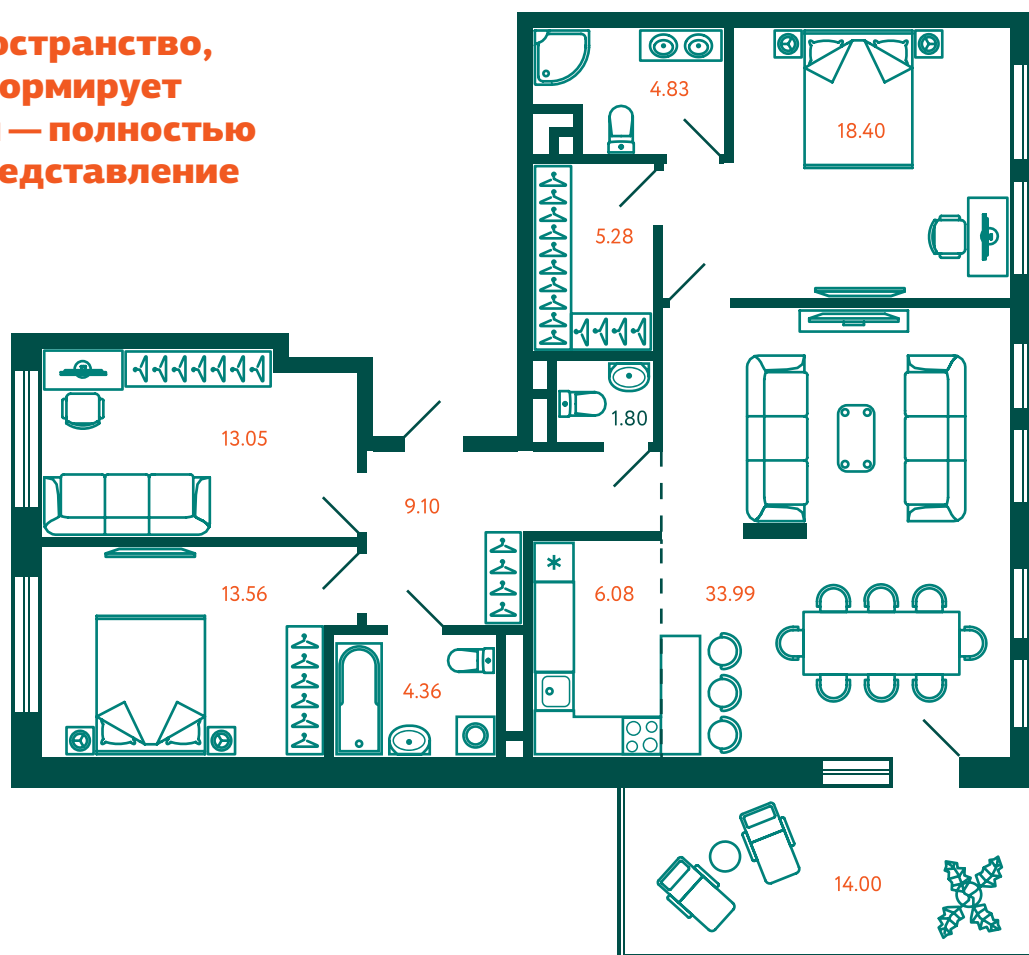 остранство,
ормирует
— полностью
едставление
4.83
18.40
5.28
1.80
13.05
9.10
13.56
6.08
33.99
4.36
14.00